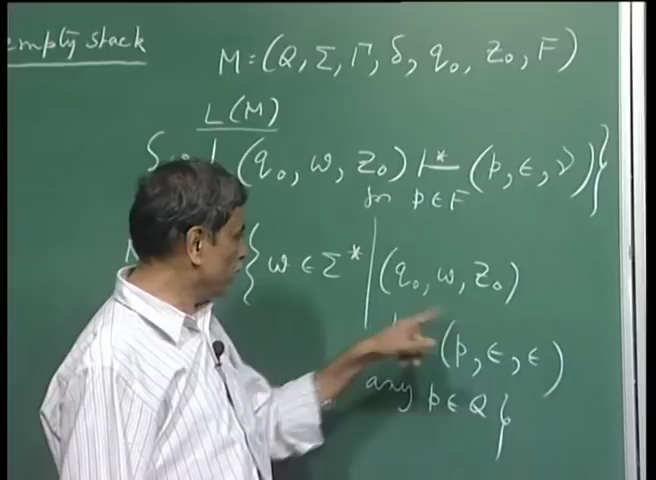 empty stack
M = (Q, Σ, Γ, δ, q₀, z₀, F)
L(M)
{ | (q₀, w, z₀) ⊢* (p, ε, γ) }
for p ∈ F
{ w ∈ Σ* | (q₀, w, z₀)
(p, ε, ε)
any p ∈ Q }